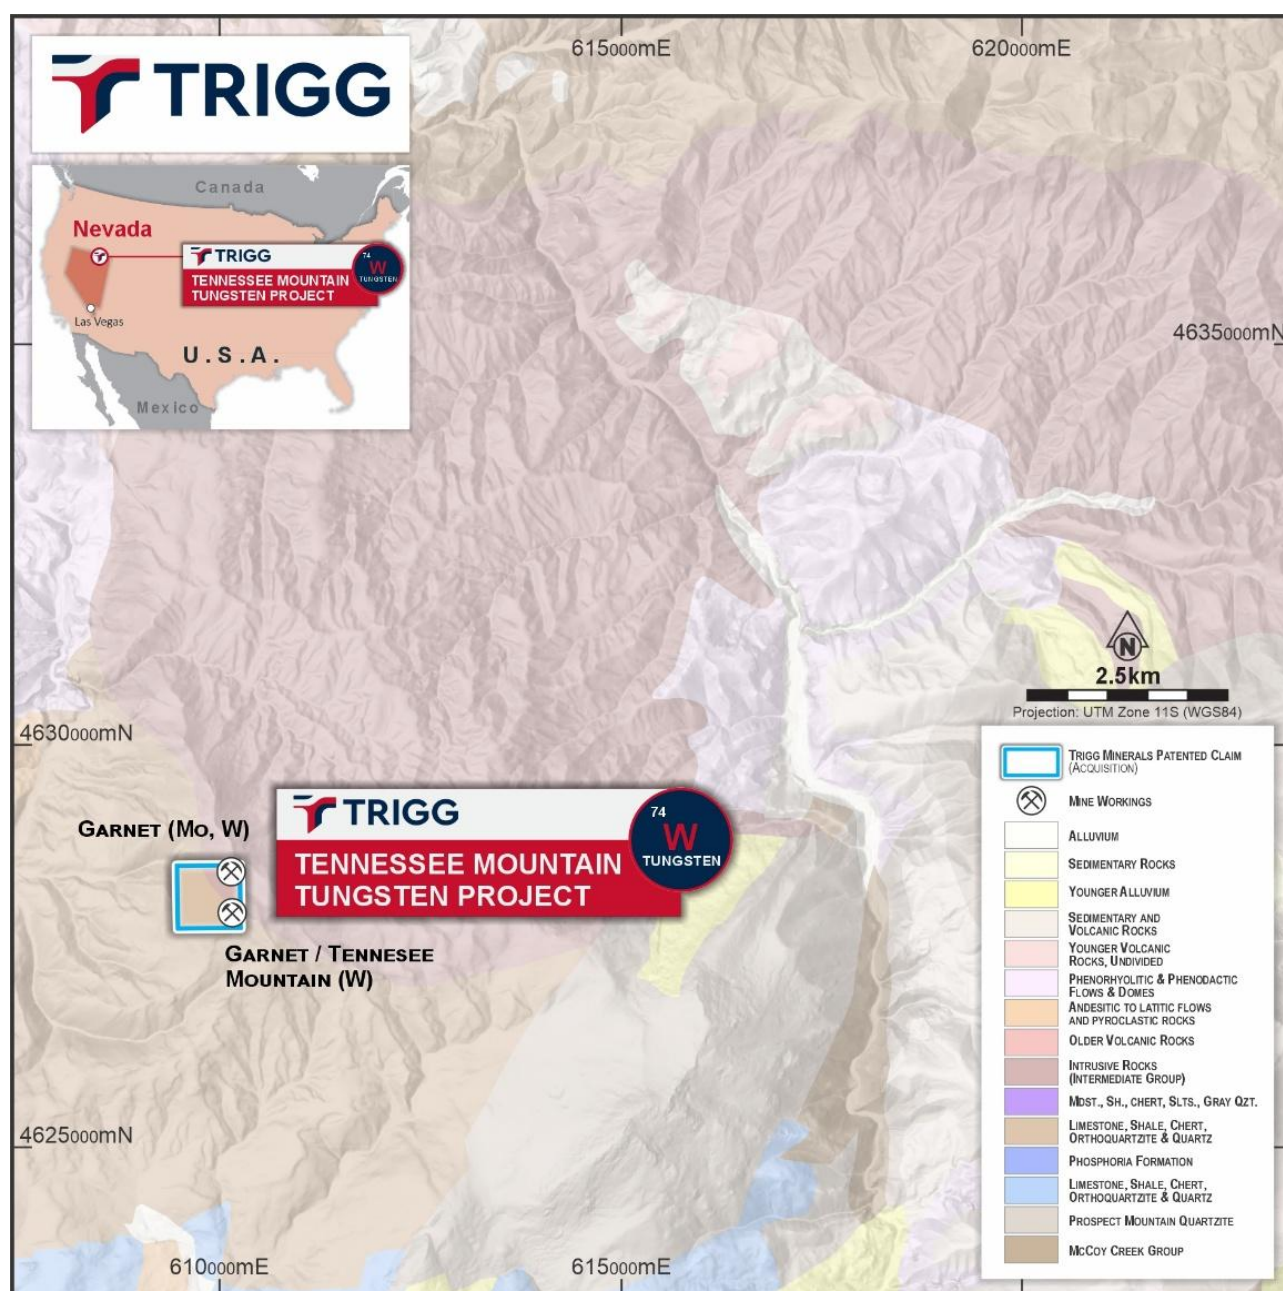 615000mE
620000mE
TRIGG
Canada
Nevada
TRIGG
74
W
TUNGSTEN
TENNESSEE MOUNTAIN
TUNGSTEN PROJECT
Las Vegas
U.S.A.
Mexico
4635000mN
N
2.5km
Projection: UTM Zone 11S (WGS84)
4630000mN
GARNET (MO, W)
TRIGG
74
W
TUNGSTEN
TENNESSEE MOUNTAIN
TUNGSTEN PROJECT
GARNET / TENNESEE
MOUNTAIN (W)
TRIGG MINERALS PATENTED CLAIM
(ACQUISITION)
MINE WORKINGS
ALLUVIUM
SEDIMENTARY ROCKS
YOUNGER ALLUVIUM
SEDIMENTARY AND
VOLCANIC ROCKS
YOUNGER VOLCANIC
ROCKS, UNDIVIDED
PHENORHYOLITIC & PHENODACTIC
FLOWS & DOMES
ANDESITIC TO LATITIC FLOWS
AND PYROCLASTIC ROCKS
OLDER VOLCANIC ROCKS
INTRUSIVE ROCKS
(INTERMEDIATE GROUP)
MDST., SH., CHERT, SLTS., GRAY QZT.
LIMESTONE, SHALE, CHERT,
ORTHOQUARTZITE & QUARTZ
PHOSPHORIA FORMATION
LIMESTONE, SHALE, CHERT,
ORTHOQUARTZITE & QUARTZ
PROSPECT MOUNTAIN QUARTZITE
MCCOY CREEK GROUP
4625000mN
610000mE
615000mE